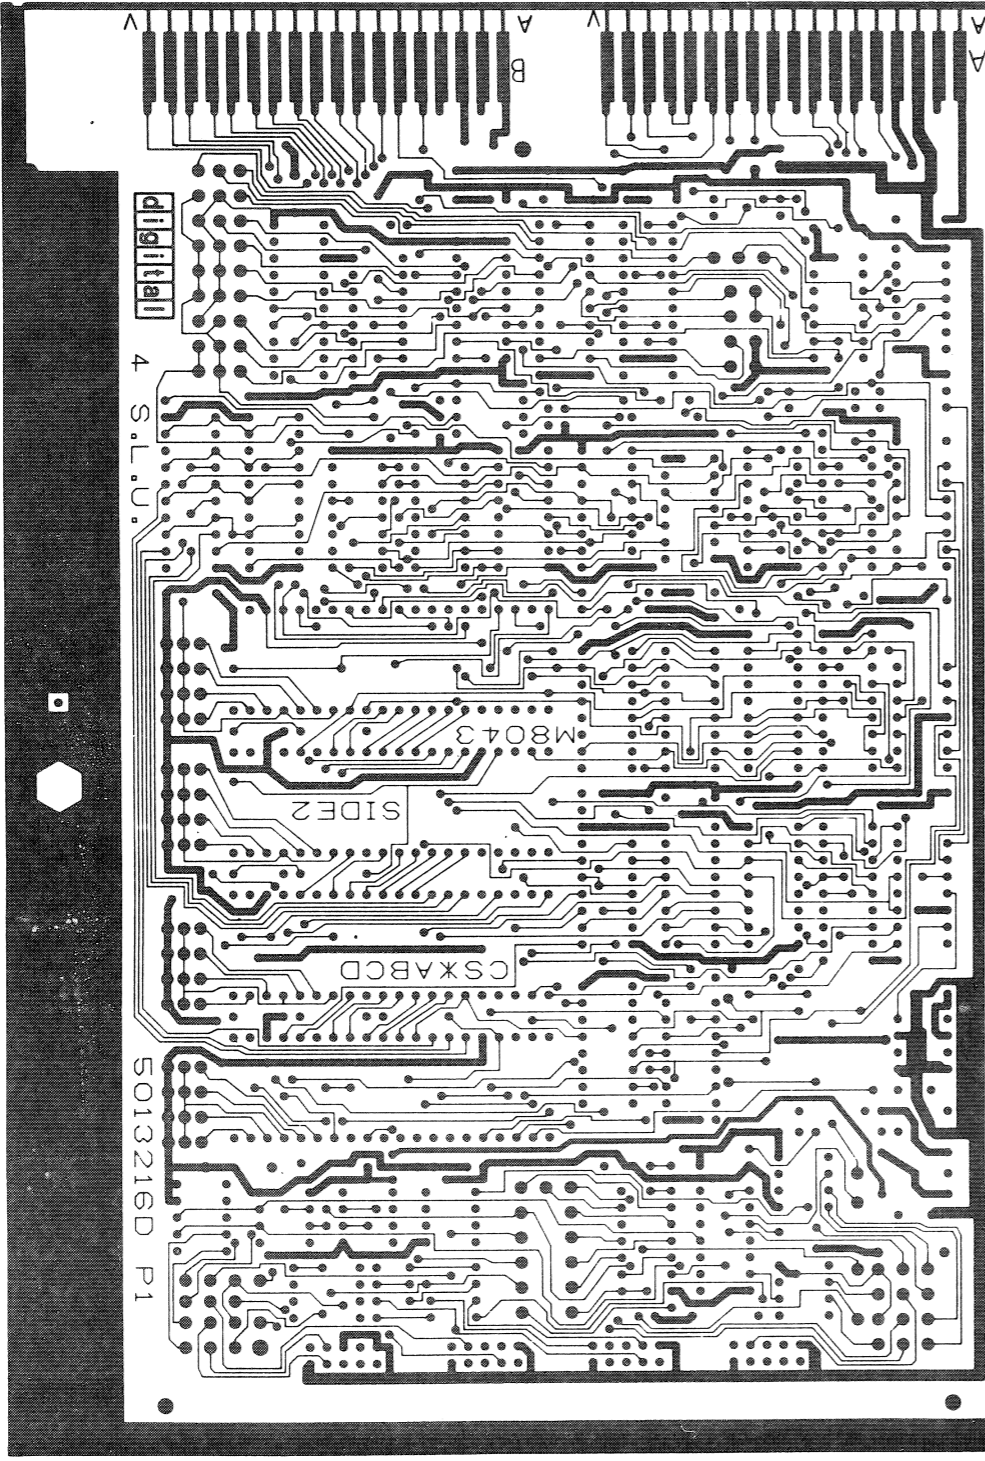 V
A
V
A
B
A
digital
4 S.L.U.
M8043
SIDE2
CS*ABCD
5013216D P1